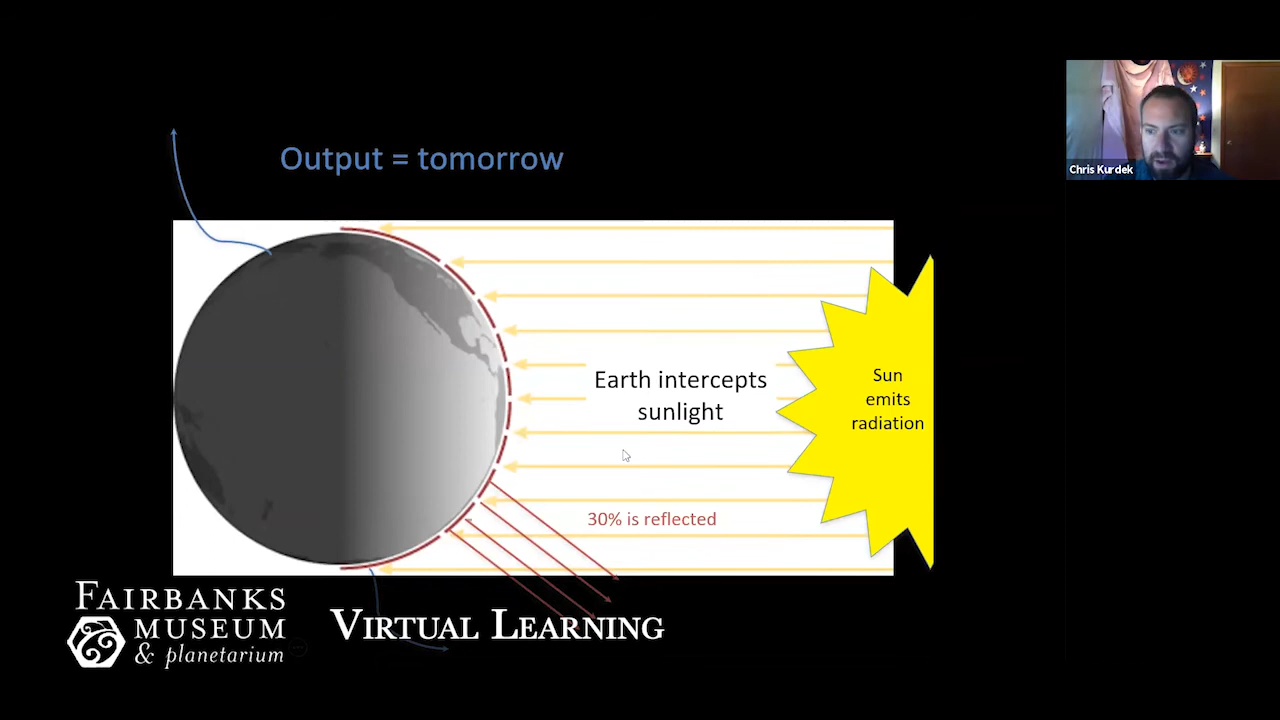 Output = tomorrow
Chris Kurdek
Earth intercepts
sunlight
Sun
emits
radiation
30% is reflected
FAIRBANKS
MUSEUM
& planetarium
VIRTUAL LEARNING